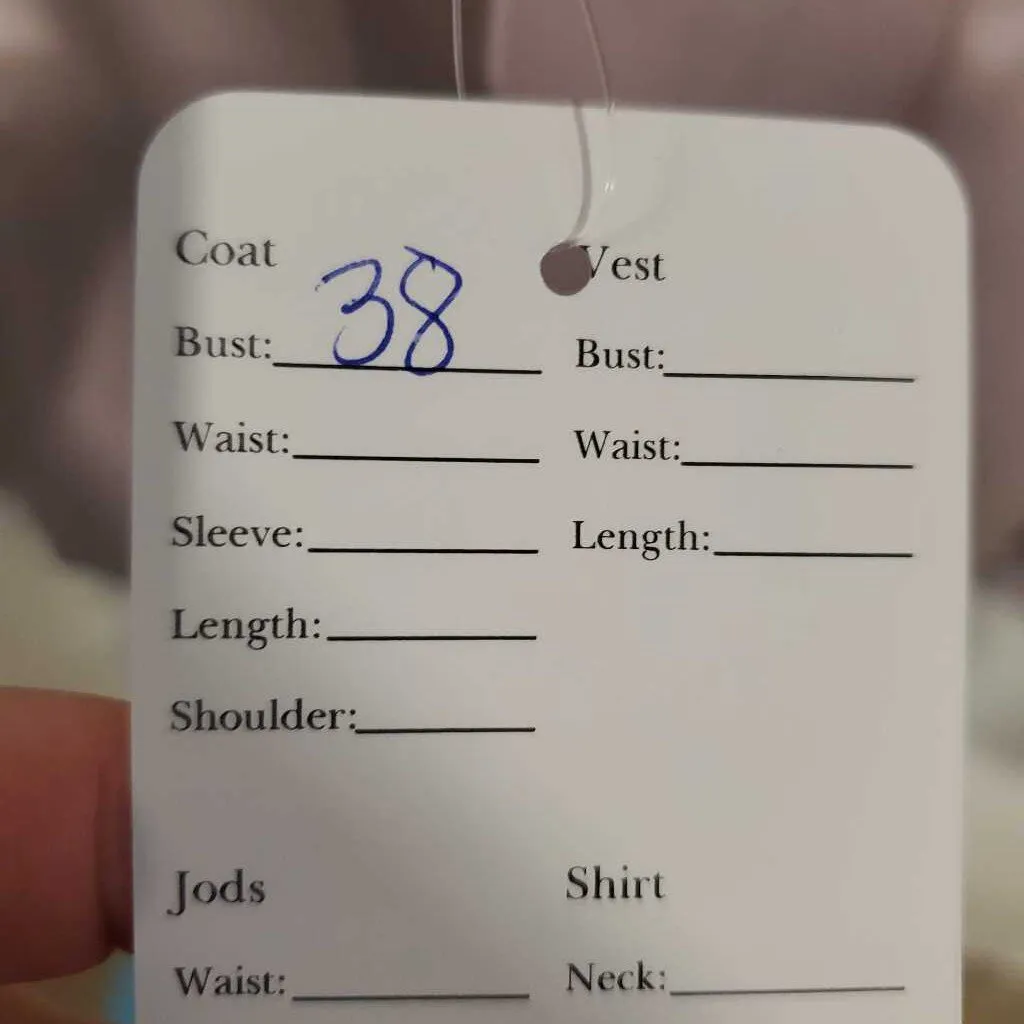 Coat
Bust: 38
Waist:
Sleeve:
Length:
Shoulder:
Vest
Bust:
Waist:
Length:
Jods
Waist:
Shirt
Neck: